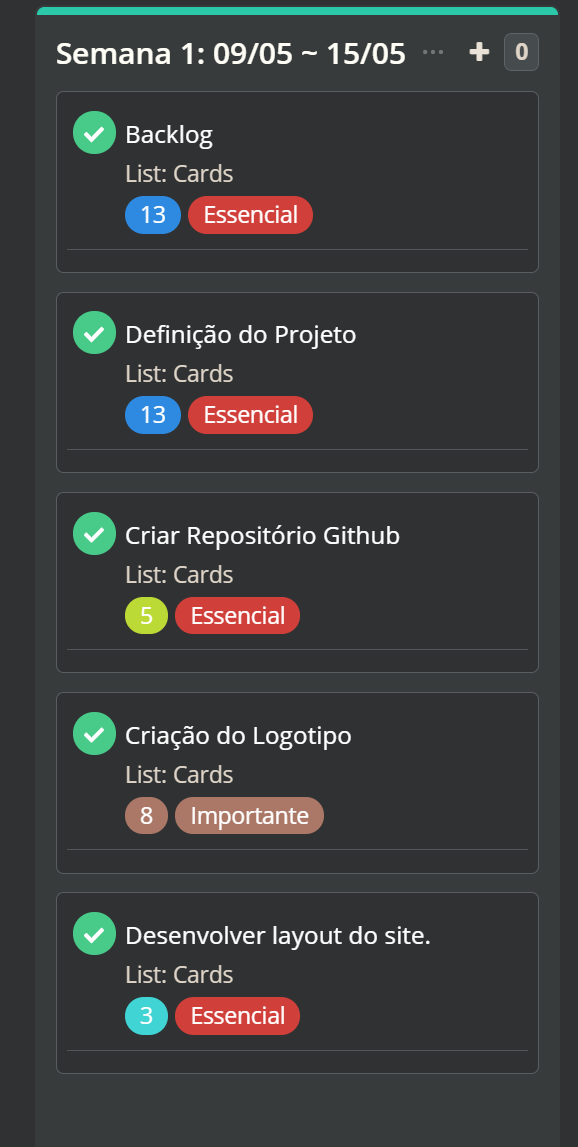 Semana 1: 09/05 ~ 15/05 ··· + 0
Backlog
List: Cards
13 Essencial
Definição do Projeto
List: Cards
13 Essencial
Criar Repositório Github
List: Cards
5 Essencial
Criação do Logotipo
List: Cards
8 Importante
Desenvolver layout do site.
List: Cards
3 Essencial